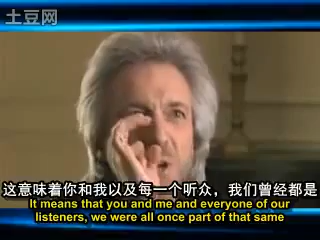 土豆网
这意味着你和我以及每一个听众，我们曾经都是
It means that you and me and everyone of our
listeners, we were all once part of that same